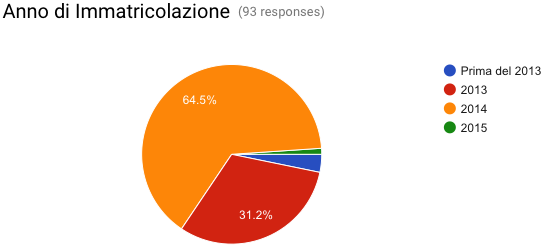 Anno di Immatricolazione (93 responses)
Prima del 2013
2013
2014
2015
64.5%
31.2%